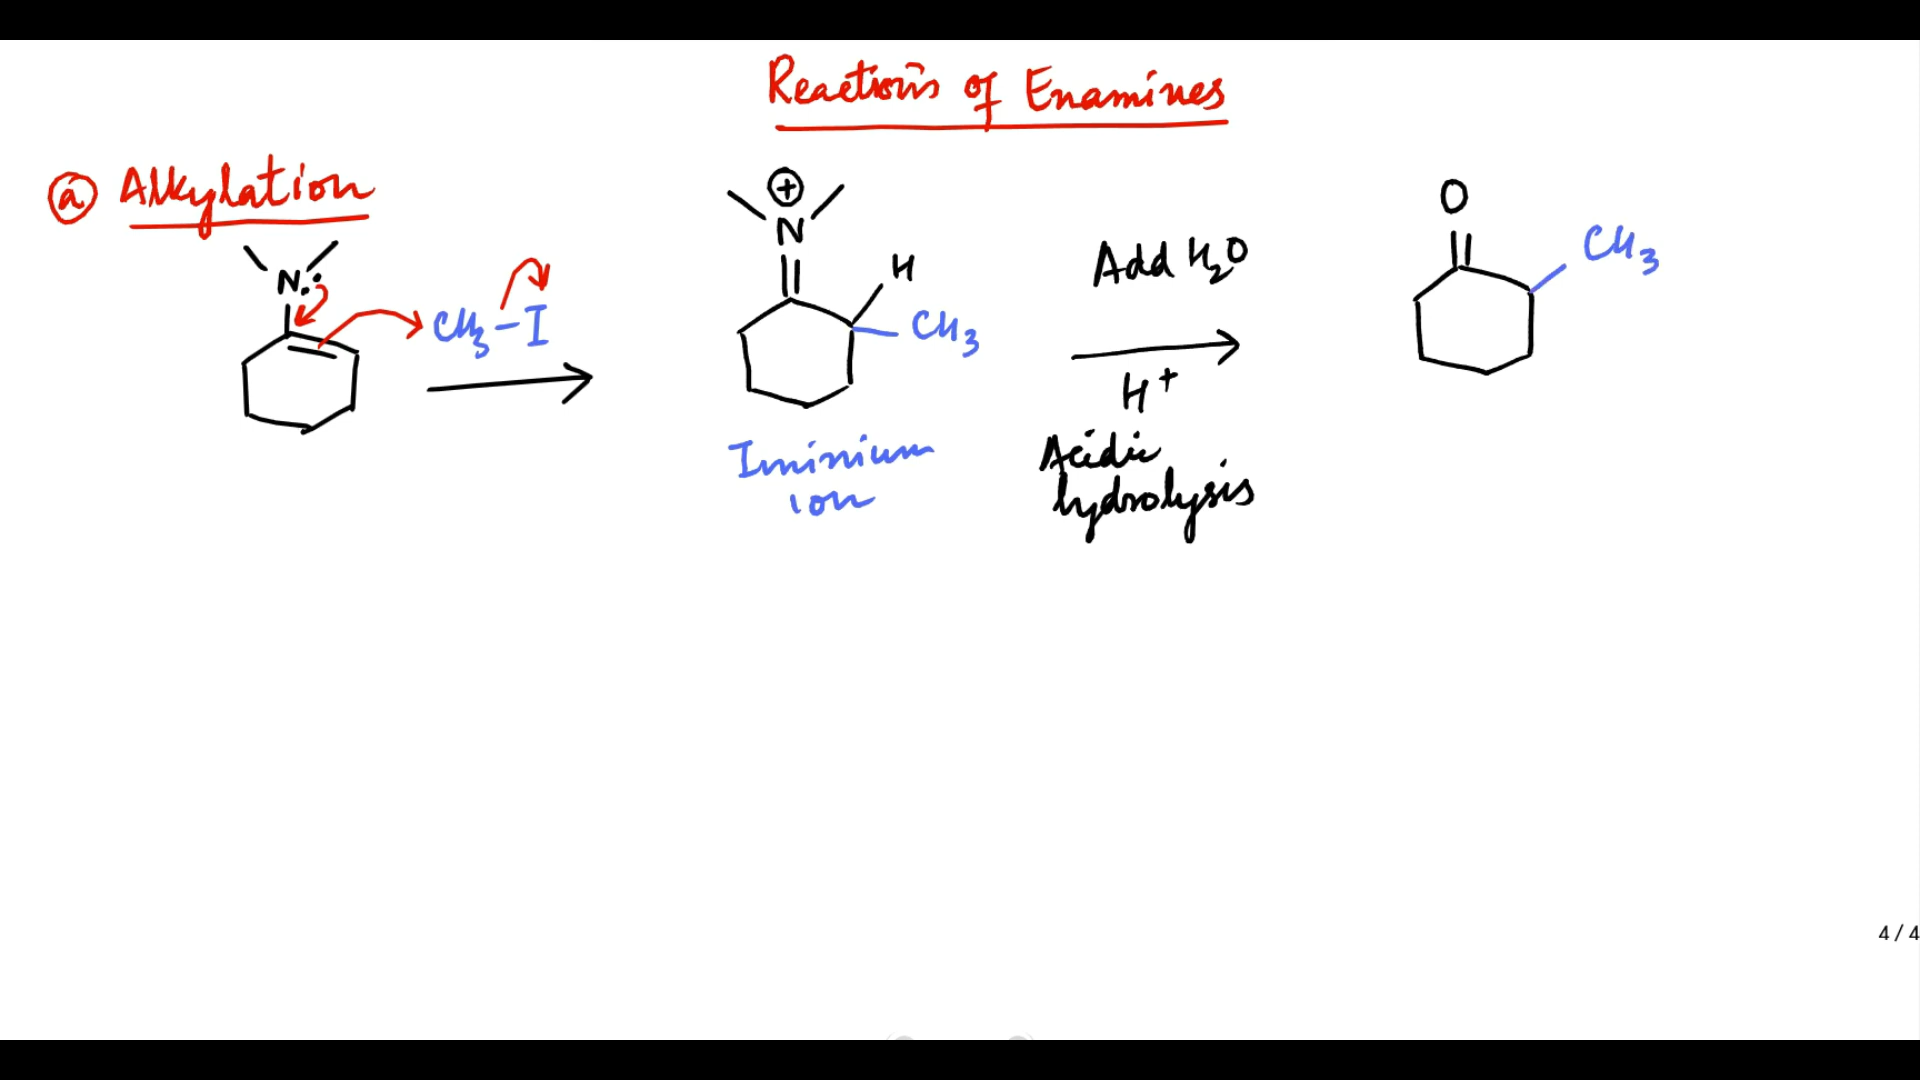 Reactions of Enamines
ⓐ Alkylation
N:
CH₃-I
⊕
N
H
CH₃
Iminium
ion
Add H₂O
H⁺
Acidic
hydrolysis
O
CH₃
4 / 4